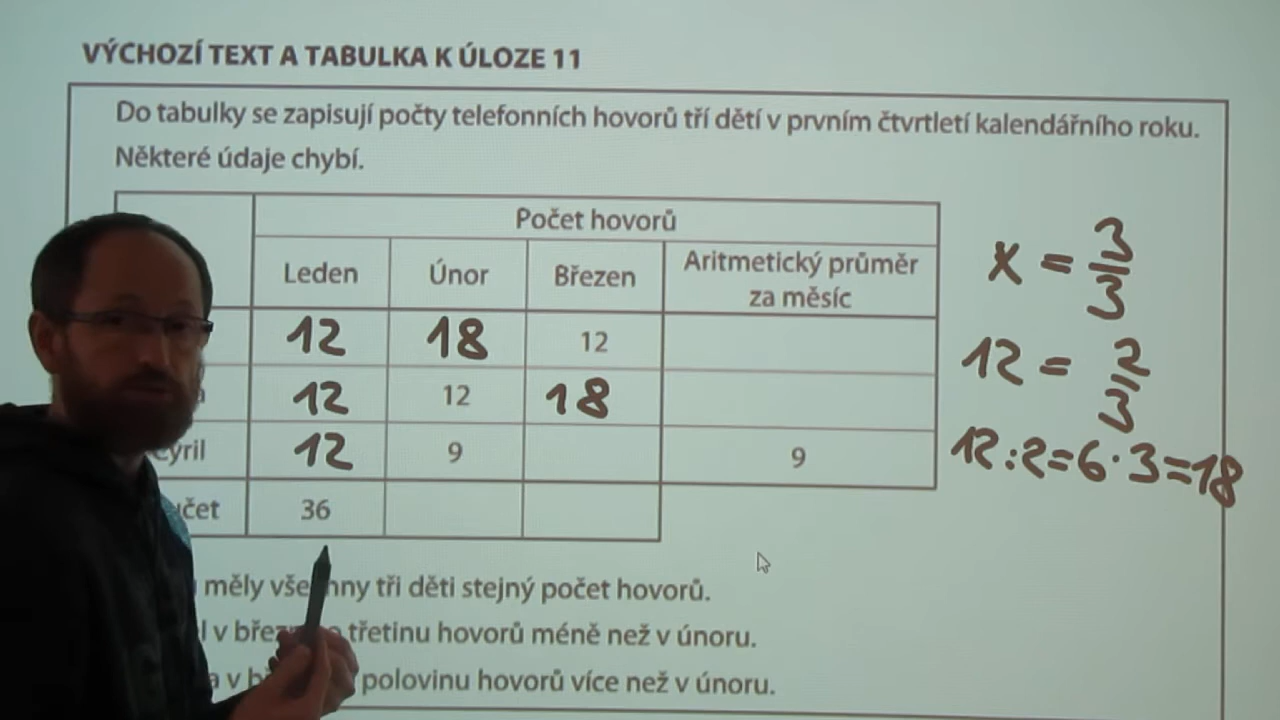 VÝCHOZÍ TEXT A TABULKA K ÚLOZE 11
Do tabulky se zapisují počty telefonních hovorů tří dětí v prvním čtvrtletí kalendářního roku.
Některé údaje chybí.
Počet hovorů
Leden Únor Březen Aritmetický průměr
za měsíc
12 18 12
12 12 18
yril 12 9 9
čet 36
měly vše ny tři děti stejný počet hovorů.
l v břez třetinu hovorů méně než v únoru.
a v b polovinu hovorů více než v únoru.
x = 3/3
12 = 2/3
12:2=6·3=18